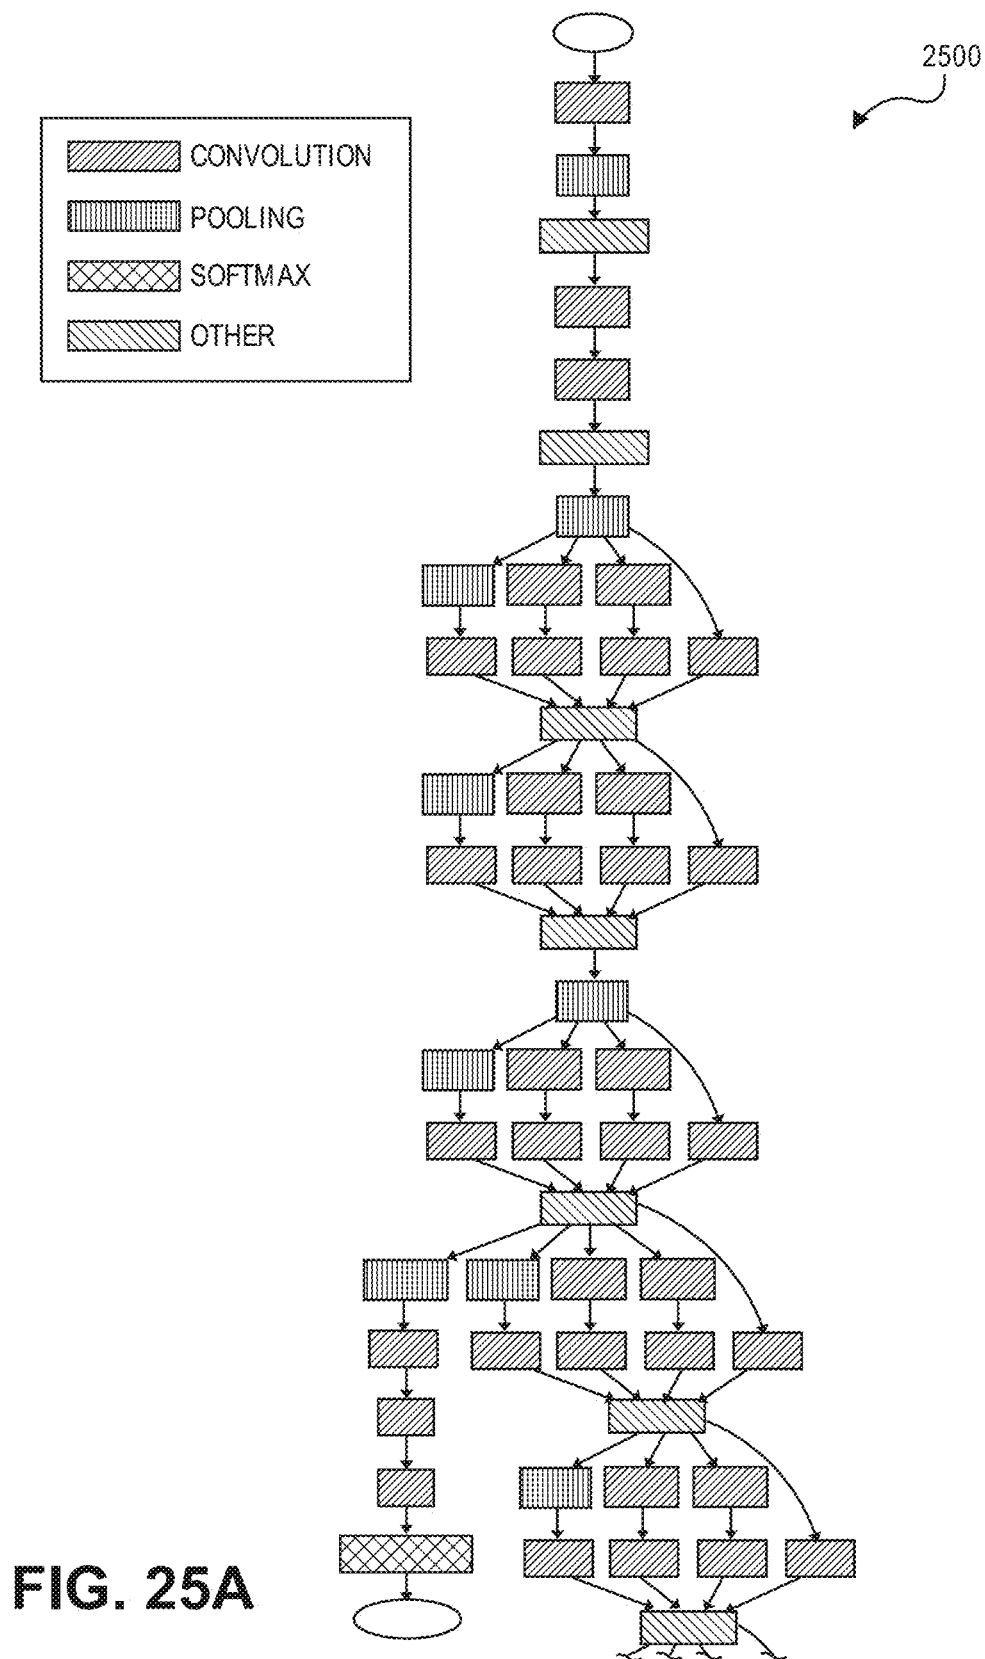 2500
CONVOLUTION
POOLING
SOFTMAX
OTHER
FIG. 25A